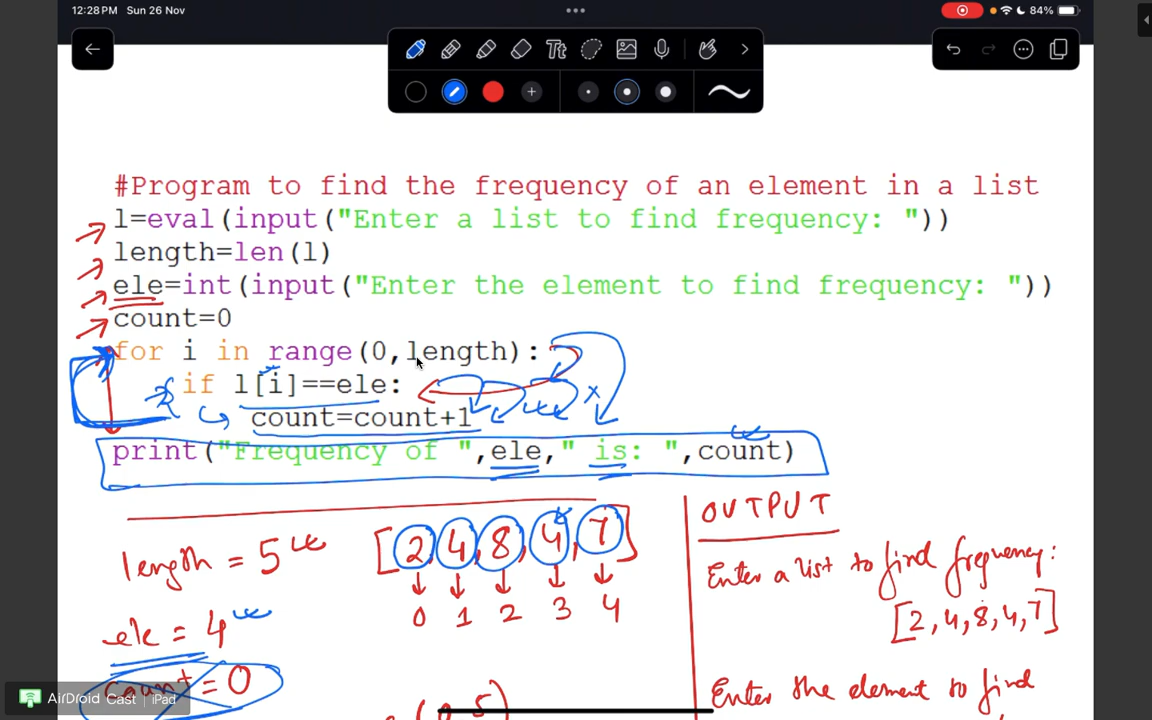 12:28 PM Sun 26 Nov
84%
Tt
#Program to find the frequency of an element in a list
l=eval(input("Enter a list to find frequency: "))
length=len(l)
ele=int(input("Enter the element to find frequency: "))
count=0
for i in range(0,length):
if l[i]==ele:
count=count+1
print("Frequency of ",ele," is: ",count)
length = 5
[2,4,8,4,7]
0 1 2 3 4
ele = 4
count = 0
OUTPUT
Enter a list to find frequency:
[2,4,8,4,7]
Enter the element to find
AirDroid Cast | iPad